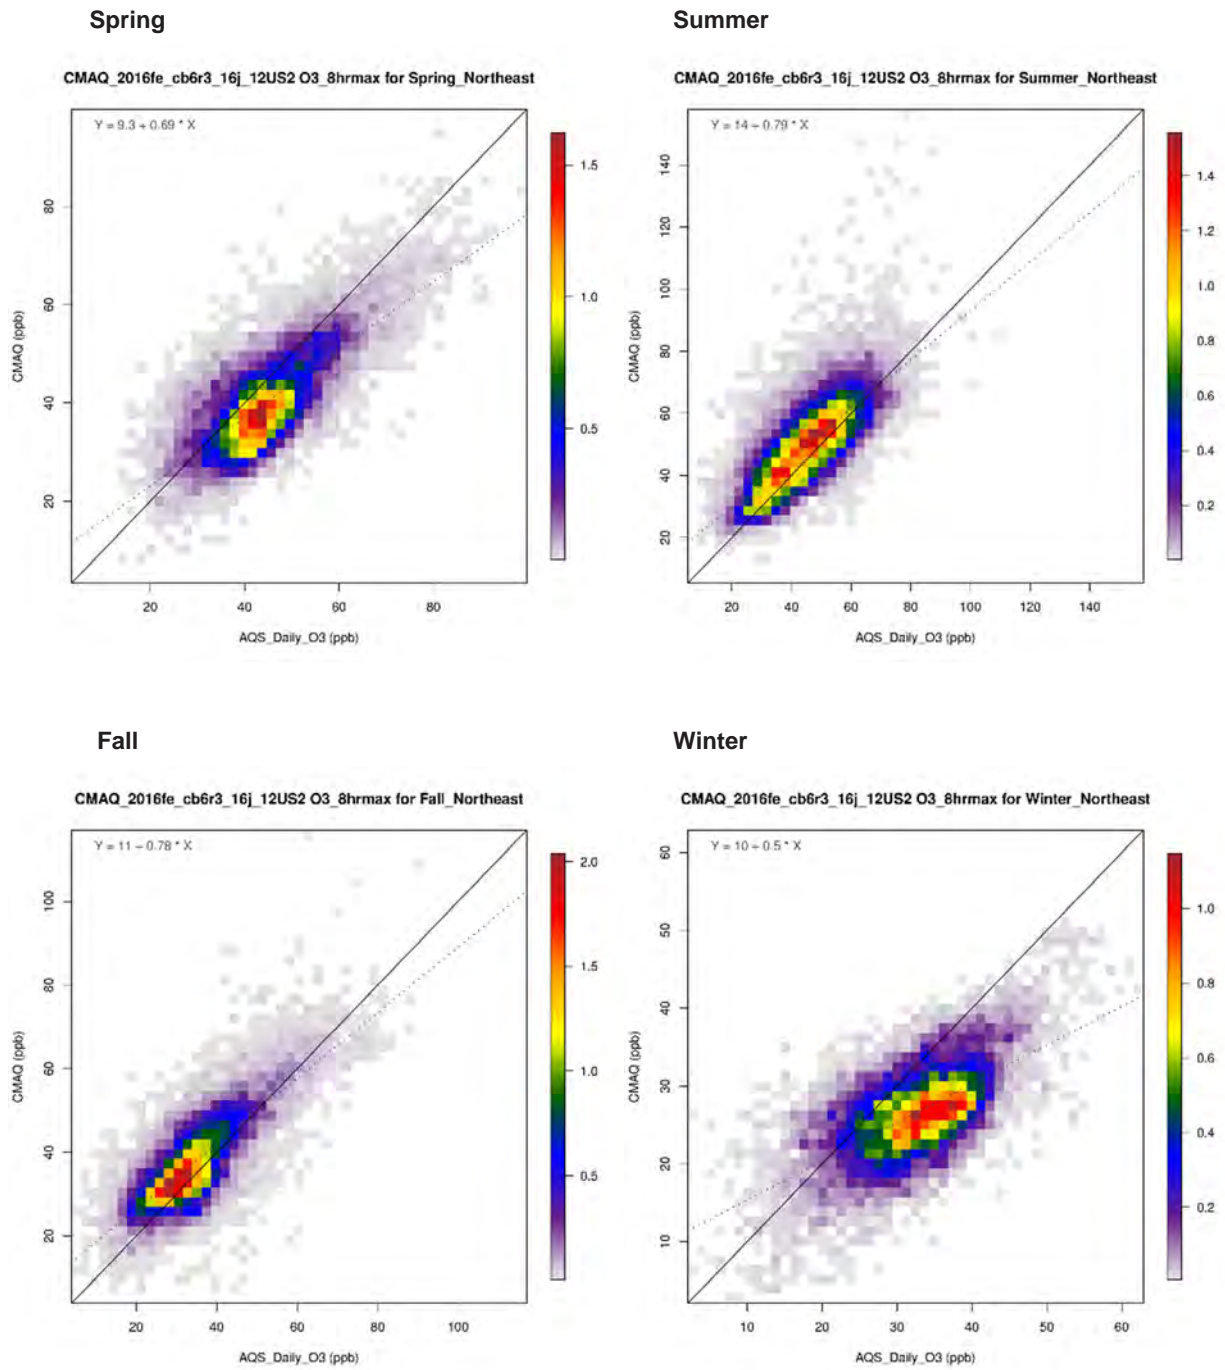 Spring
CMAQ_2016fe_cb6r3_16j_12US2 O3_8hrmax for Spring_Northeast
Y = 9.3 + 0.69 * X
CMAQ (ppb)
80
60
40
20
20 40 60 80
AQS_Daily_O3 (ppb)
1.5
1.0
0.5
Summer
CMAQ_2016fe_cb6r3_16j_12US2 O3_8hrmax for Summer_Northeast
Y = 14 + 0.79 * X
CMAQ (ppb)
140
120
100
80
60
40
20
20 40 60 80 100 120 140
AQS_Daily_O3 (ppb)
1.4
1.2
1.0
0.8
0.6
0.4
0.2
Fall
CMAQ_2016fe_cb6r3_16j_12US2 O3_8hrmax for Fall_Northeast
Y = 11 + 0.78 * X
CMAQ (ppb)
100
80
60
40
20
20 40 60 80 100
AQS_Daily_O3 (ppb)
2.0
1.5
1.0
0.5
Winter
CMAQ_2016fe_cb6r3_16j_12US2 O3_8hrmax for Winter_Northeast
Y = 10 + 0.5 * X
CMAQ (ppb)
60
50
40
30
20
10
10 20 30 40 50 60
AQS_Daily_O3 (ppb)
1.0
0.8
0.6
0.4
0.2